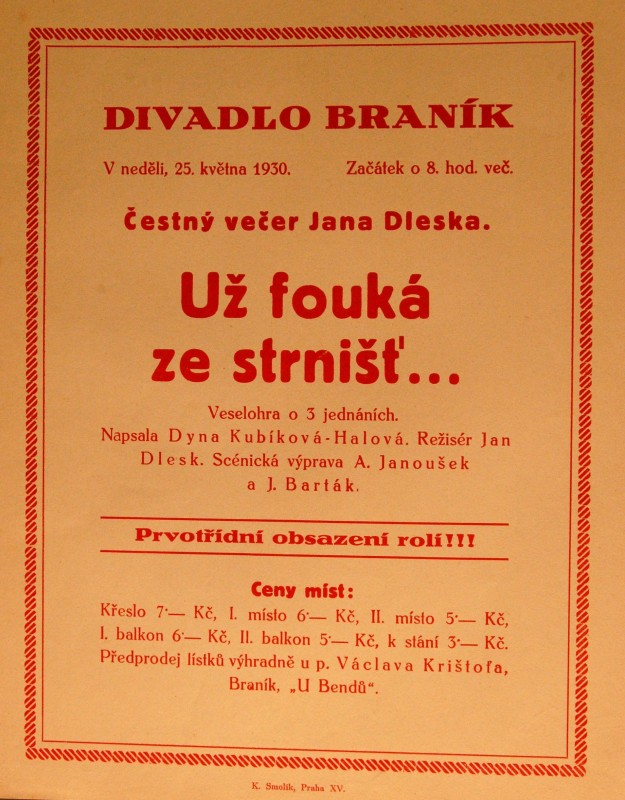 DIVADLO BRANÍK
V neděli, 25. května 1930. Začátek o 8. hod. več.
Čestný večer Jana Dleska.
Už fouká
ze strnišť...
Veselohra o 3 jednáních.
Napsala Dyna Kubíková-Halová. Režisér Jan
Dlesk. Scénická výprava A. Janoušek
a J. Barták.
Prvotřídní obsazení rolí!!!
Ceny míst:
Křeslo 7·— Kč, I. místo 6·— Kč, II. místo 5·— Kč,
I. balkon 6·— Kč, II. balkon 5·— Kč, k stání 3·— Kč.
Předprodej lístků výhradně u p. Václava Krištofa,
Braník, „U Bendů“.
K. Smolík, Praha XV.